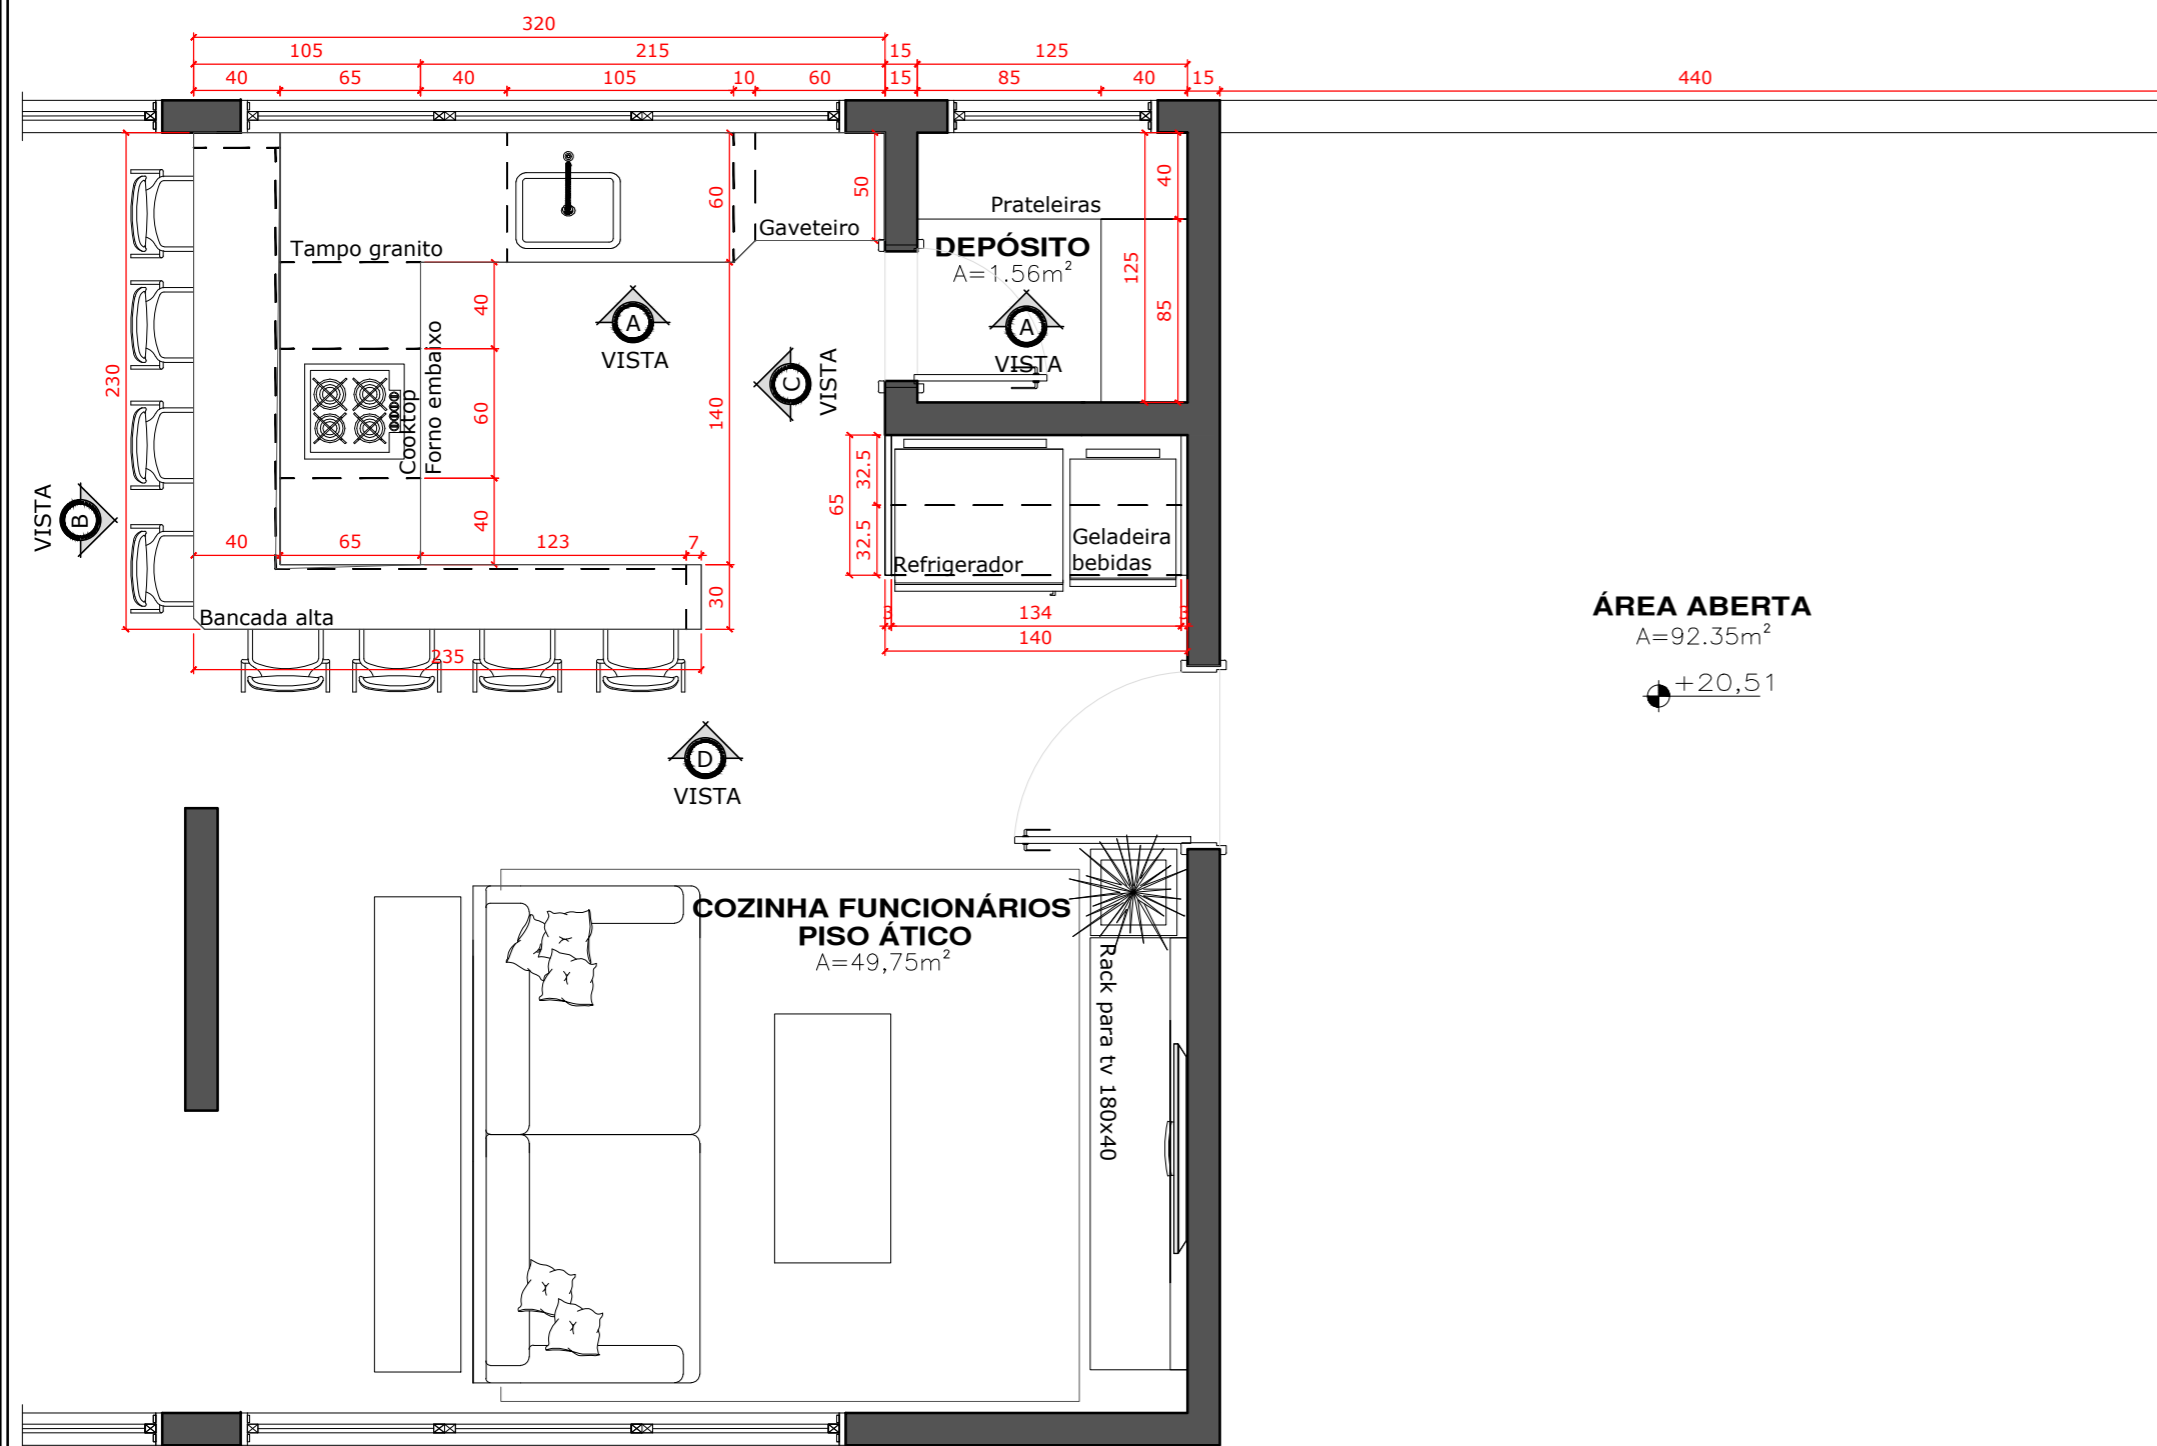 320
105 215 15 125
40 65 40 105 10 60 15 85 40 15 440
50
60
40
Prateleiras
Gaveteiro
DEPÓSITO
A=1.56m²
Tampo granito
125
85
40
A
VISTA
A
VISTA
C
VISTA
230
Cooktop
Forno embaixo
60
140
32.5
65
32.5
B
VISTA
40
Geladeira
bebidas
Refrigerador
40 65 123 7
30
Bancada alta
3 134 3
140
235
ÁREA ABERTA
A=92.35m²
+20,51
D
VISTA
COZINHA FUNCIONÁRIOS
PISO ÁTICO
A=49,75m²
Rack para tv 180x40